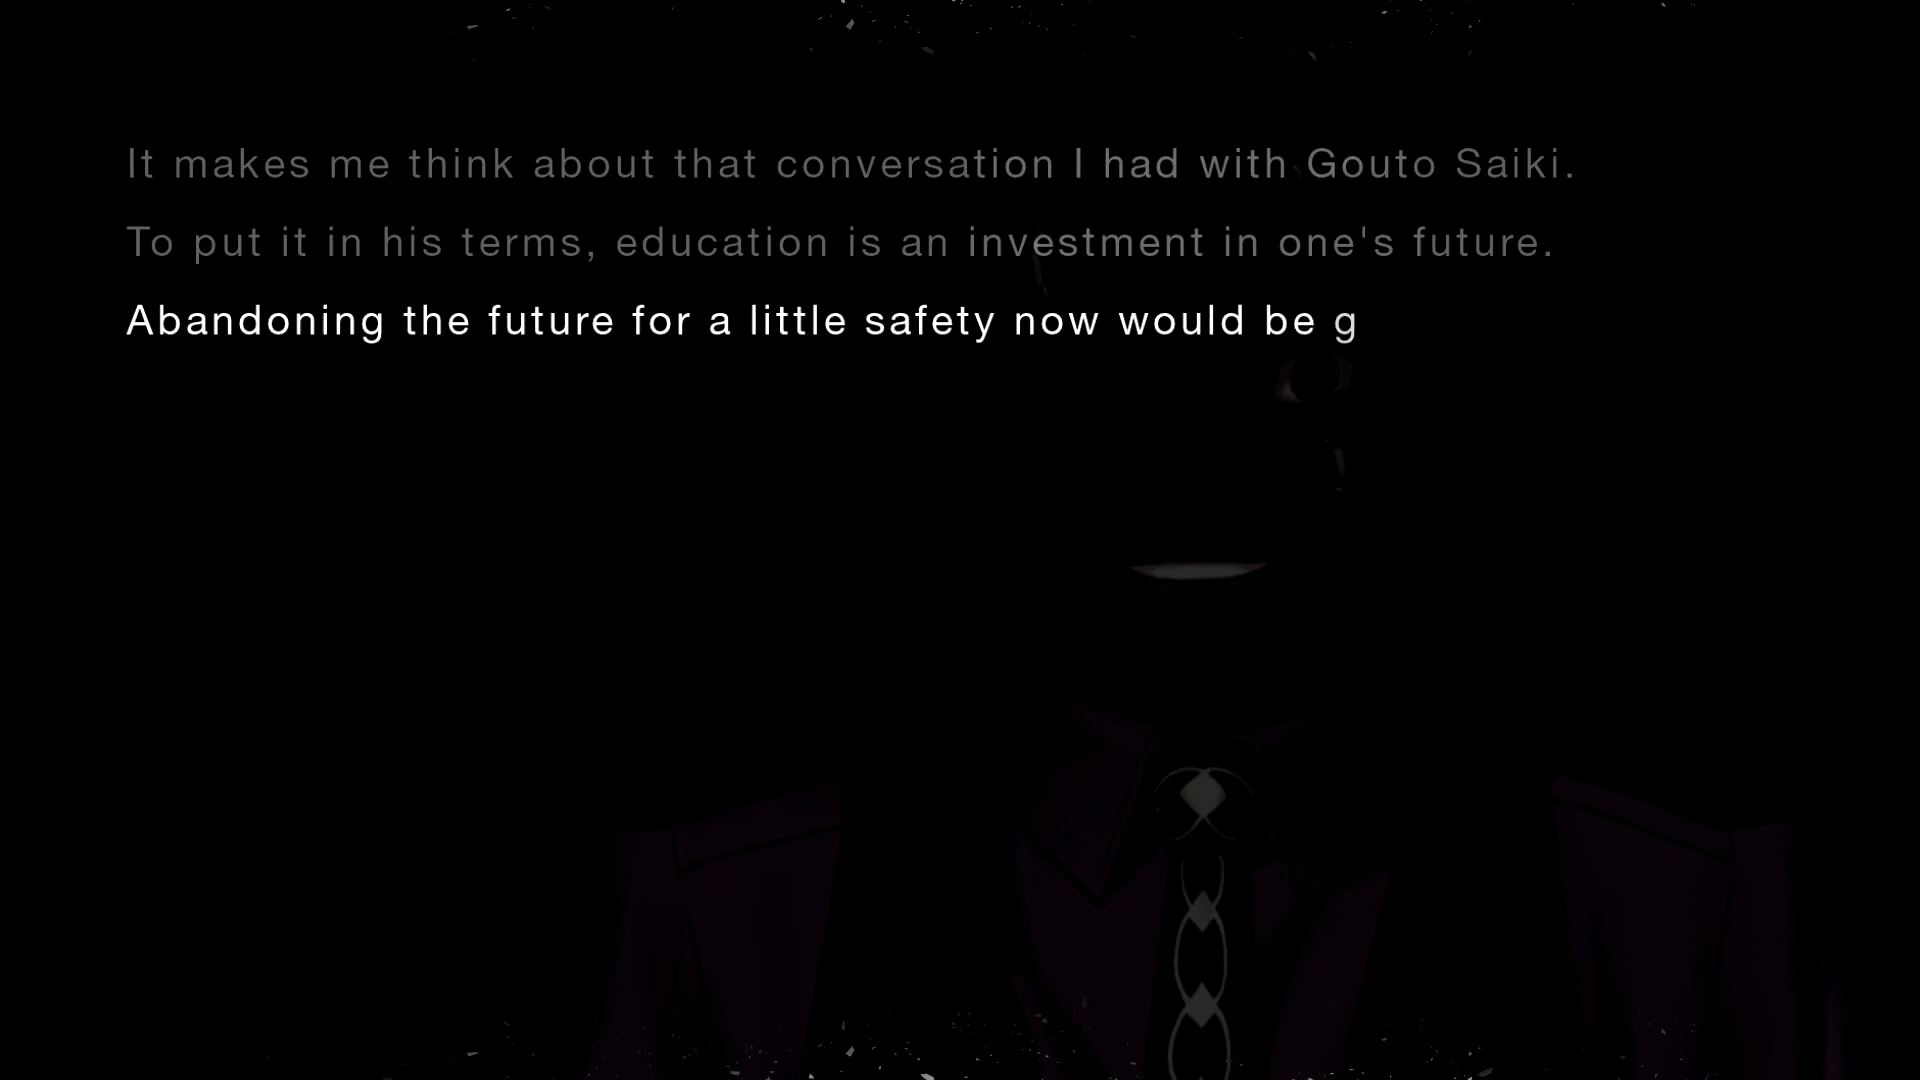 It makes me think about that conversation I had with Gouto Saiki.
To put it in his terms, education is an investment in one's future.
Abandoning the future for a little safety now would be g